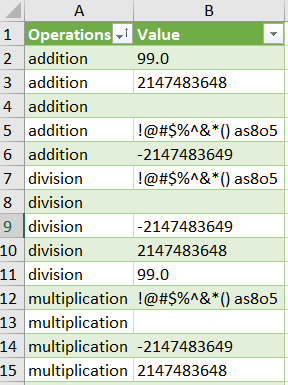 A B
1 Operations Value
2 addition 99.0
3 addition 2147483648
4 addition
5 addition !@#$%^&*() as8o5
6 addition -2147483649
7 division !@#$%^&*() as8o5
8 division
9 division -2147483649
10 division 2147483648
11 division 99.0
12 multiplication !@#$%^&*() as8o5
13 multiplication
14 multiplication -2147483649
15 multiplication 2147483648